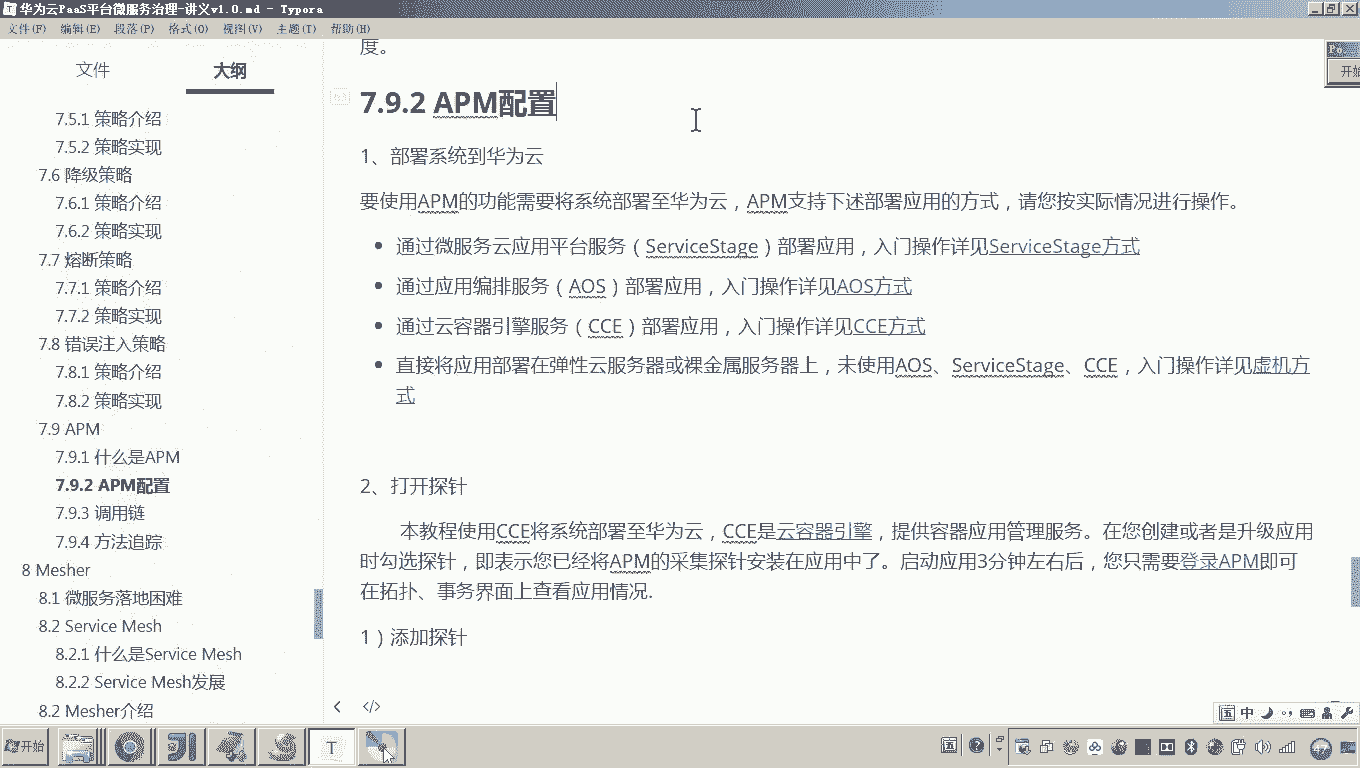 华为云PaaS平台微服务治理-讲义v1.0.md - Typora
文件(F) 编辑(E) 段落(P) 格式(O) 视图(V) 主题(T) 帮助(H)
文件 大纲
7.5.1 策略介绍
7.5.2 策略实现
7.6 降级策略
7.6.1 策略介绍
7.6.2 策略实现
7.7 熔断策略
7.7.1 策略介绍
7.7.2 策略实现
7.8 错误注入策略
7.8.1 策略介绍
7.8.2 策略实现
7.9 APM
7.9.1 什么是APM
7.9.2 APM配置
7.9.3 调用链
7.9.4 方法追踪
8 Mesher
8.1 微服务落地困难
8.2 Service Mesh
8.2.1 什么是Service Mesh
8.2.2 Service Mesh发展
8.2 Mesher介绍
度。
7.9.2 APM配置
1、部署系统到华为云
要使用APM的功能需要将系统部署至华为云，APM支持下述部署应用的方式，请您按实际情况进行操作。
通过微服务云应用平台服务（ServiceStage）部署应用，入门操作详见ServiceStage方式
通过应用编排服务（AOS）部署应用，入门操作详见AOS方式
通过云容器引擎服务（CCE）部署应用，入门操作详见CCE方式
直接将应用部署在弹性云服务器或裸金属服务器上，未使用AOS、ServiceStage、CCE，入门操作详见虚机方
式
2、打开探针
本教程使用CCE将系统部署至华为云，CCE是云容器引擎，提供容器应用管理服务。在您创建或者是升级应用
时勾选探针，即表示您已经将APM的采集探针安装在应用中了。启动应用3分钟左右后，您只需要登录APM即可
在拓扑、事务界面上查看应用情况.
1）添加探针
</> 
开始
中
开始
T